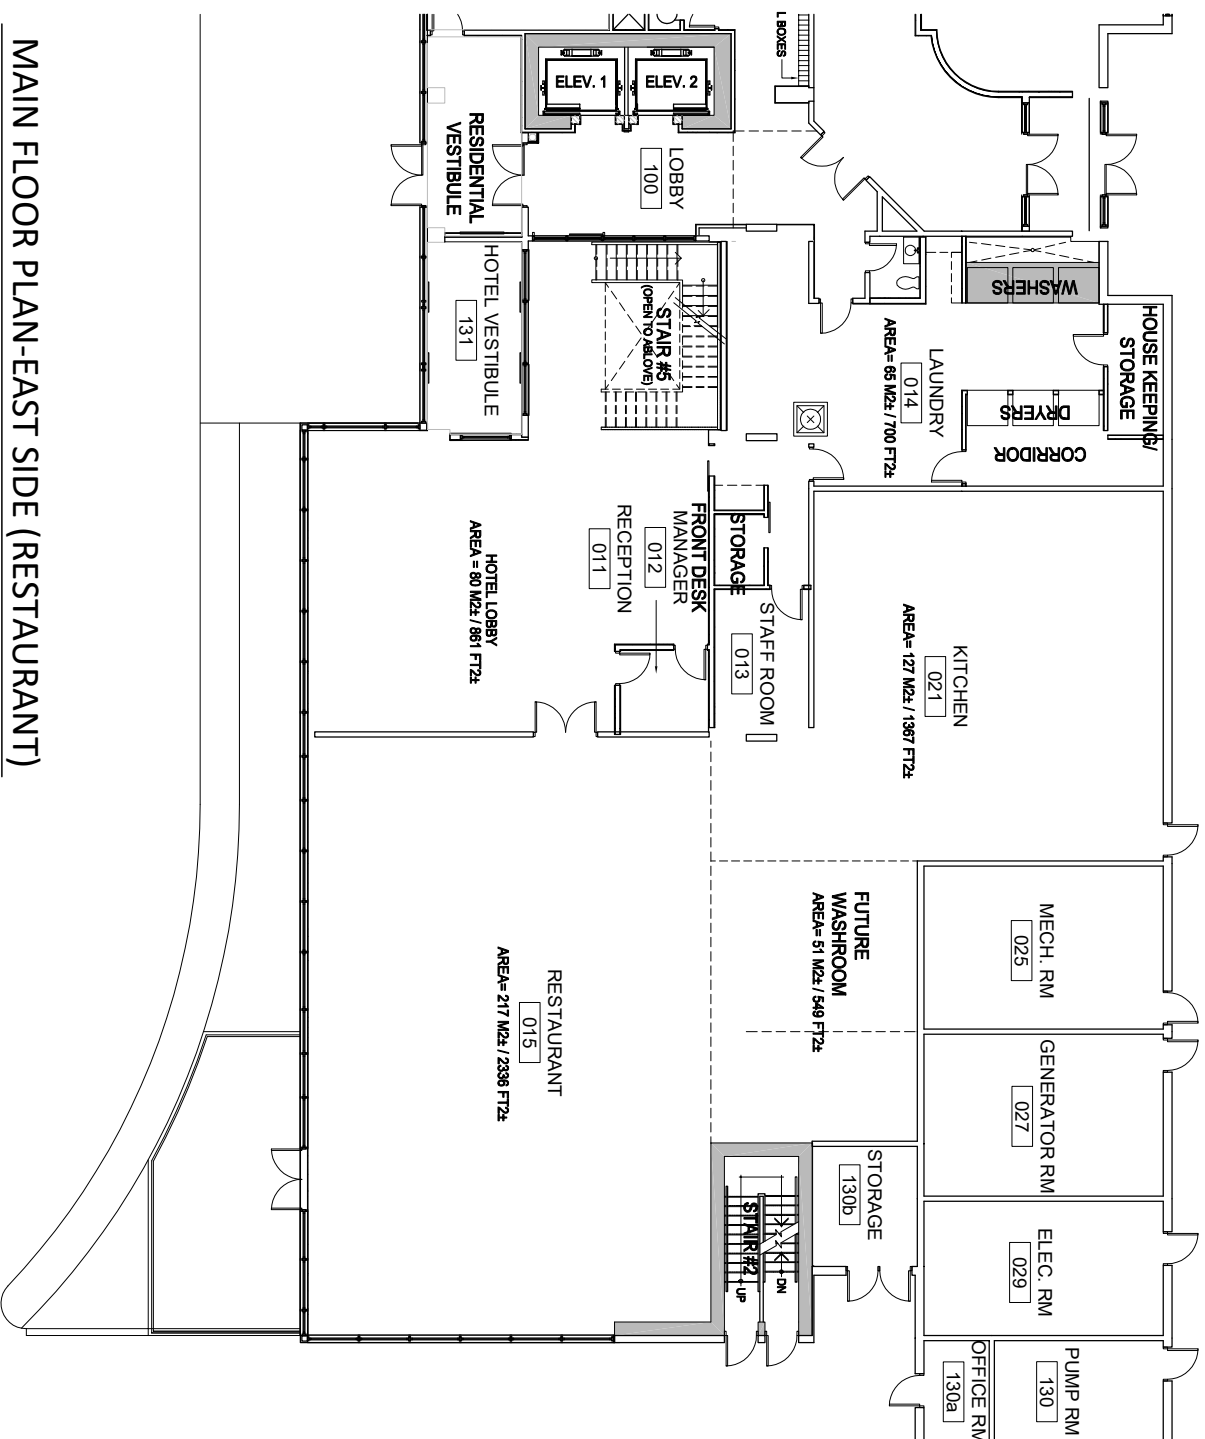 MAIN FLOOR PLAN-EAST SIDE (RESTAURANT)
L BOXES
ELEV. 1
ELEV. 2
LOBBY
100
RESIDENTIAL
VESTIBULE
HOTEL VESTIBULE
131
STAIR #5
(OPEN TO ABLOVE)
WASHERS
HOUSE KEEPING/
STORAGE
LAUNDRY
014
AREA= 65 M2± / 700 FT2±
DRYERS
CORRIDOR
HOTEL LOBBY
AREA = 80 M2± / 861 FT2±
RECEPTION
011
FRONT DESK
MANAGER
012
STORAGE
STAFF ROOM
013
KITCHEN
021
AREA= 127 M2± / 1367 FT2±
FUTURE
WASHROOM
AREA= 51 M2± / 549 FT2±
MECH. RM
025
RESTAURANT
015
AREA= 217 M2± / 2336 FT2±
GENERATOR RM
027
STORAGE
130b
STAIR #2
DN
UP
ELEC. RM
029
PUMP RM
130
OFFICE RM
130a